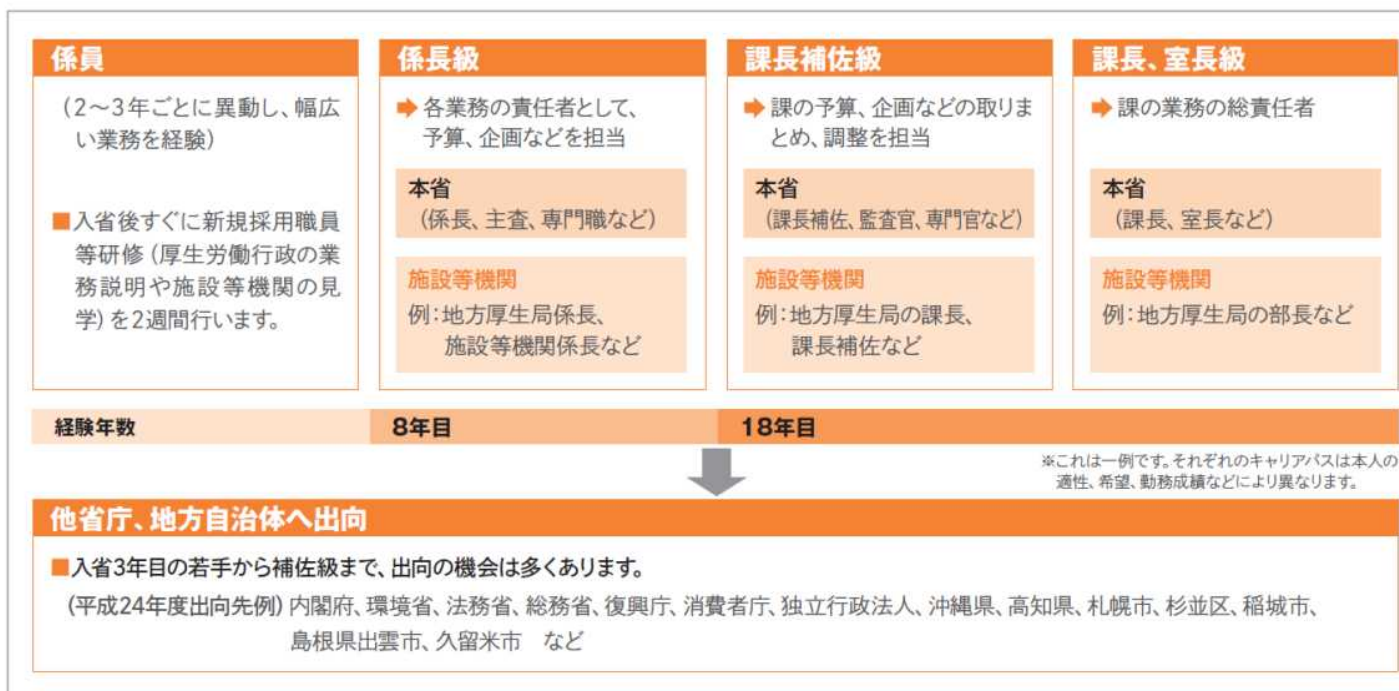 係員
(2〜3年ごとに異動し、幅広
い業務を経験)
■入省後すぐに新規採用職員
等研修(厚生労働行政の業
務説明や施設等機関の見
学)を2週間行います。
係長級
➡ 各業務の責任者として、
予算、企画などを担当
本省
(係長、主査、専門職など)
施設等機関
例:地方厚生局係長、
施設等機関係長など
課長補佐級
➡ 課の予算、企画などの取りま
とめ、調整を担当
本省
(課長補佐、監査官、専門官など)
施設等機関
例:地方厚生局の課長、
課長補佐など
課長、室長級
➡ 課の業務の総責任者
本省
(課長、室長など)
施設等機関
例:地方厚生局の部長など
経験年数 8年目 18年目
※これは一例です。それぞれのキャリアパスは本人の
適性、希望、勤務成績などにより異なります。
他省庁、地方自治体へ出向
■入省3年目の若手から補佐級まで、出向の機会は多くあります。
(平成24年度出向先例) 内閣府、環境省、法務省、総務省、復興庁、消費者庁、独立行政法人、沖縄県、高知県、札幌市、杉並区、稲城市、
島根県出雲市、久留米市 など